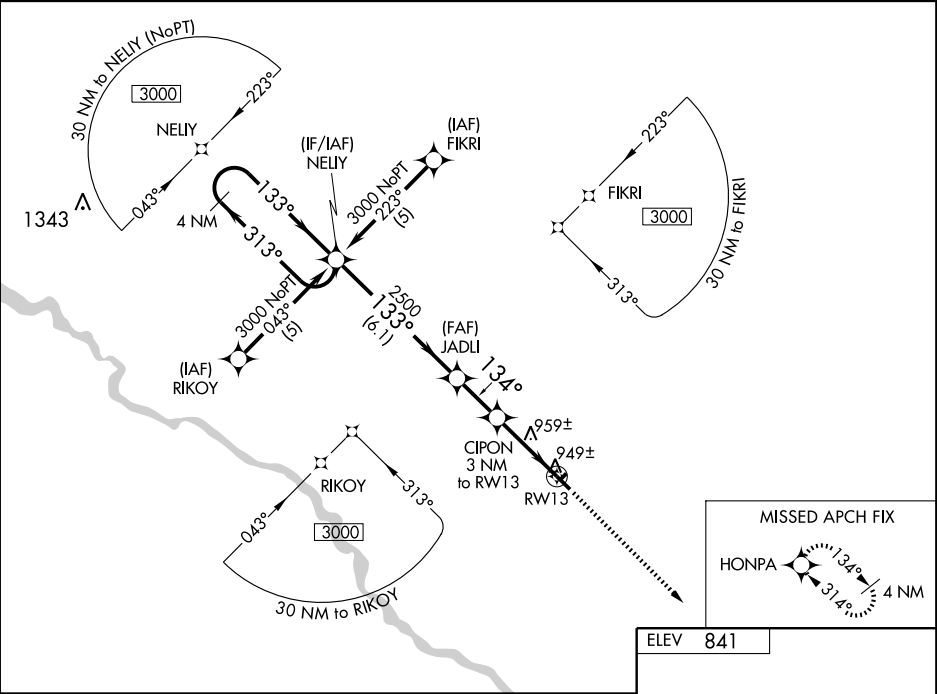 30 NM to NELIY (NoPT)
3000
223°
NELIY
043°
1343
4 NM
133°
313°
(IF/IAF)
NELIY
(IAF)
FIKRI
3000 NoPT
223°
(5)
3000 NoPT
043°
(5)
(IAF)
RIKOY
2500
133°
(6.1)
(FAF)
JADLI
134°
CIPON
3 NM
to RW13
959±
949±
RW13
223°
FIKRI
3000
313°
30 NM to FIKRI
RIKOY
043°
313°
3000
30 NM to RIKOY
MISSED APCH FIX
HONPA
134°
314°
4 NM
ELEV 841